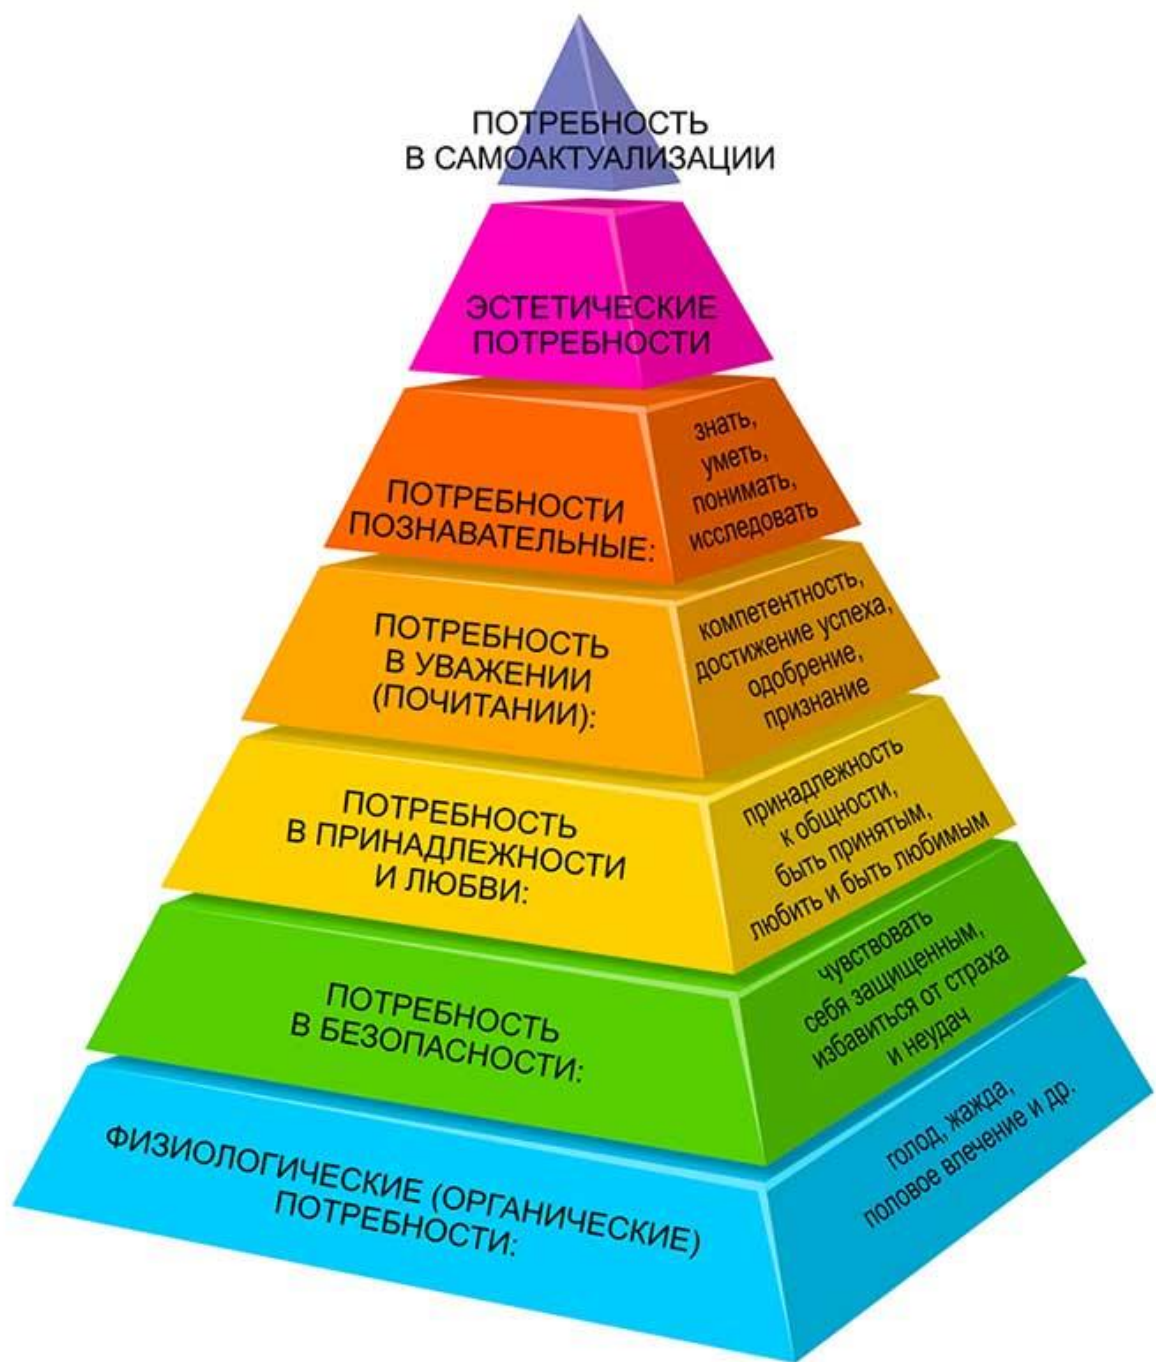 ПОТРЕБНОСТЬ
В САМОАКТУАЛИЗАЦИИ
ЭСТЕТИЧЕСКИЕ
ПОТРЕБНОСТИ
ПОТРЕБНОСТИ
ПОЗНАВАТЕЛЬНЫЕ:
знать,
уметь,
понимать,
исследовать
ПОТРЕБНОСТЬ
В УВАЖЕНИИ
(ПОЧИТАНИИ):
компетентность,
достижение успеха,
одобрение,
признание
ПОТРЕБНОСТЬ
В ПРИНАДЛЕЖНОСТИ
И ЛЮБВИ:
принадлежность
к общности,
быть принятым,
любить и быть любимым
ПОТРЕБНОСТЬ
В БЕЗОПАСНОСТИ:
чувствовать
себя защищенным,
избавиться от страха
и неудач
ФИЗИОЛОГИЧЕСКИЕ (ОРГАНИЧЕСКИЕ)
ПОТРЕБНОСТИ:
голод, жажда,
половое влечение и др.